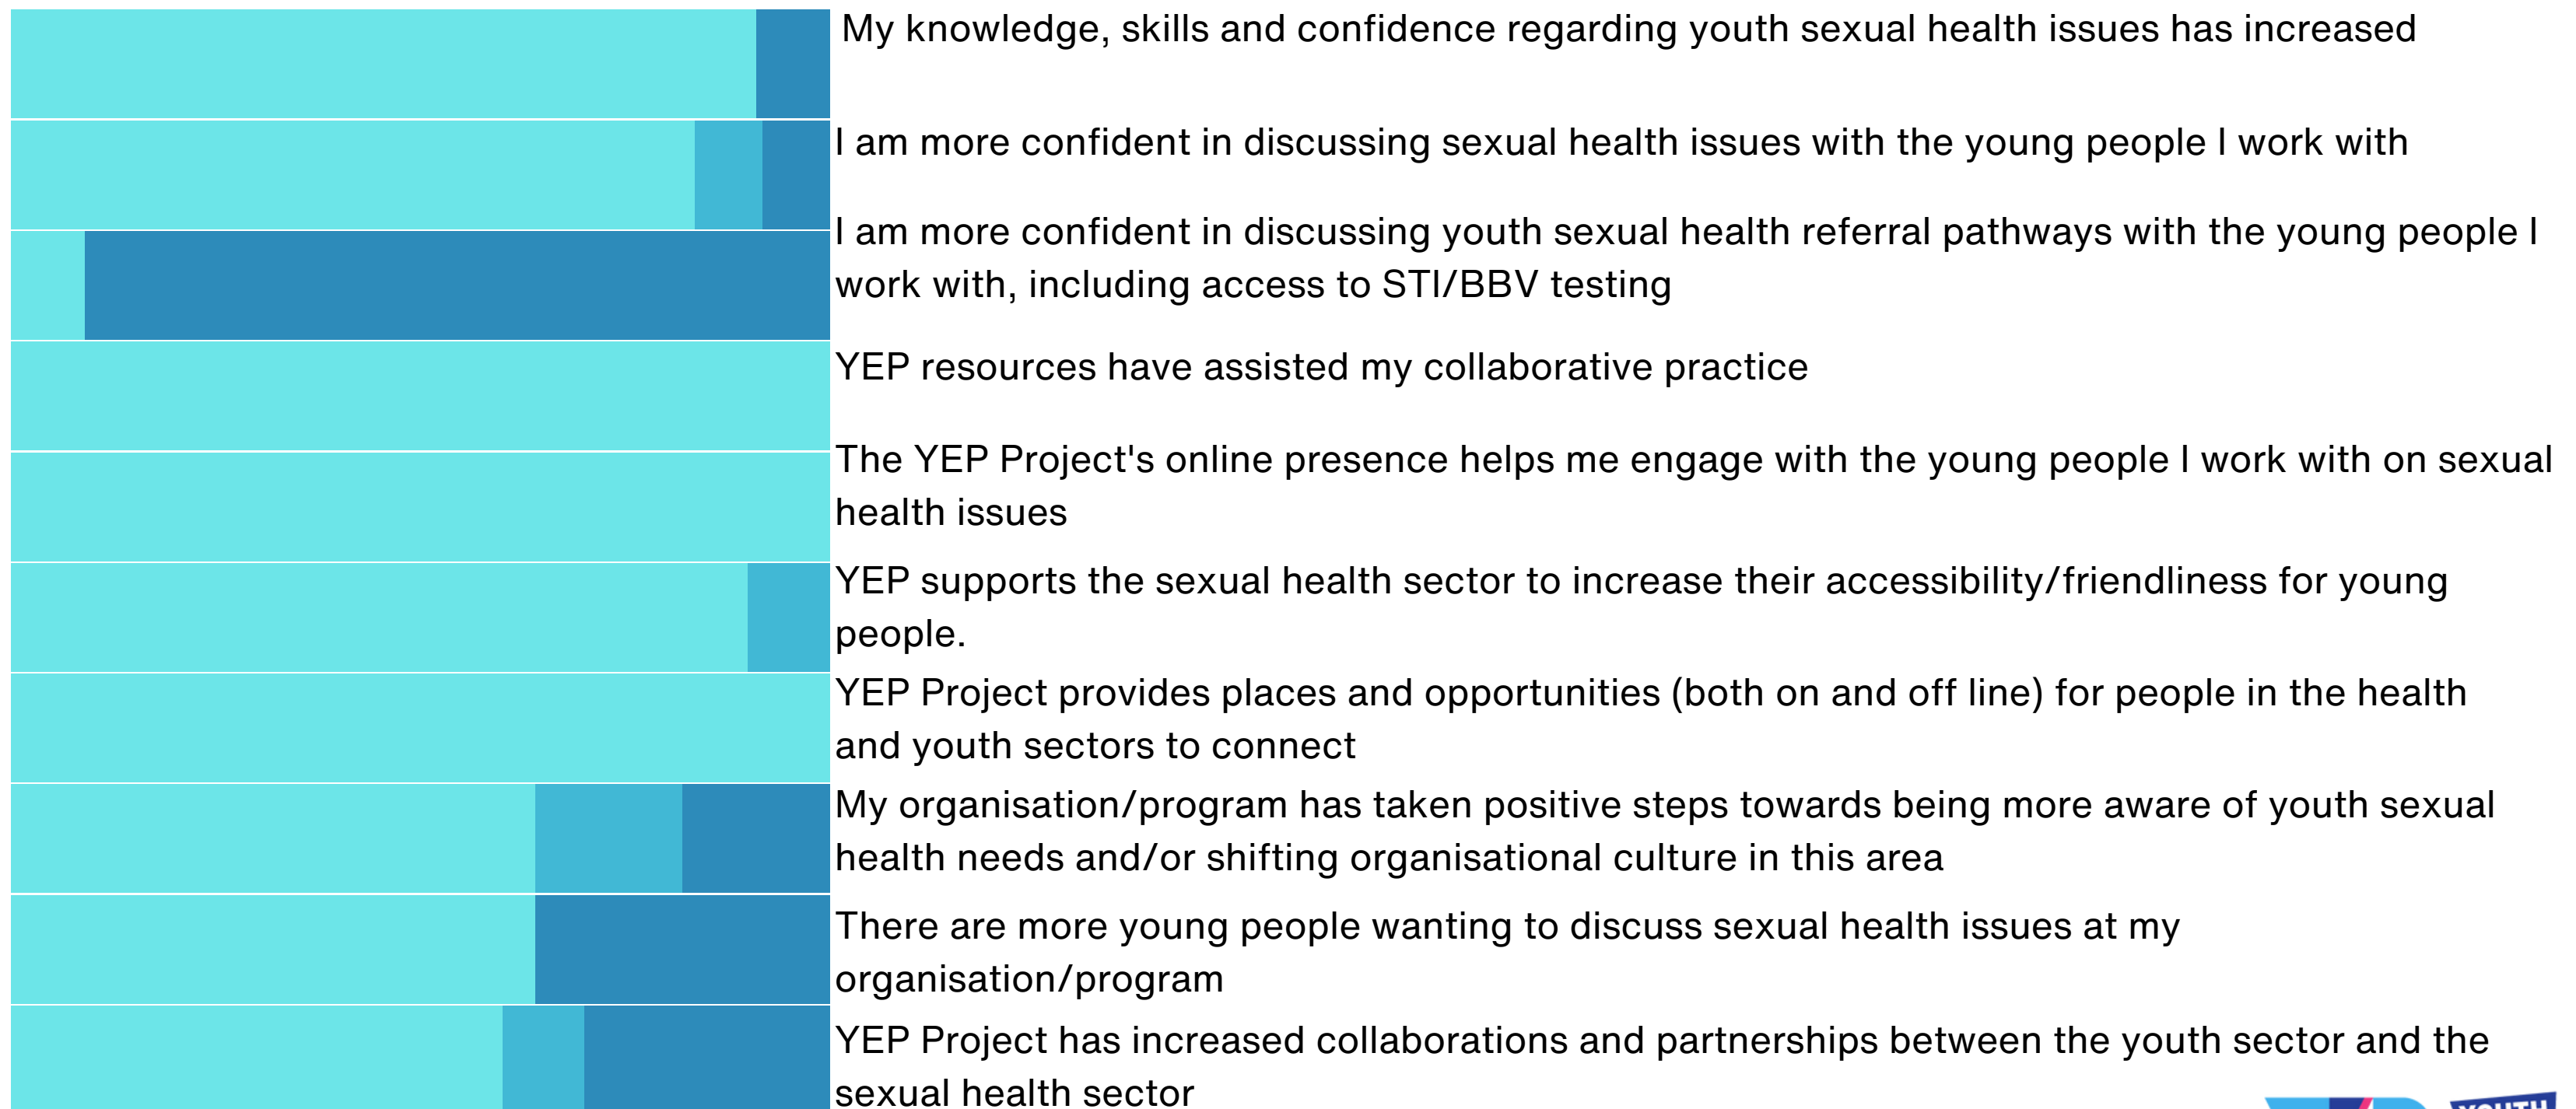 My knowledge, skills and confidence regarding youth sexual health issues has increased
I am more confident in discussing sexual health issues with the young people I work with
I am more confident in discussing youth sexual health referral pathways with the young people I
work with, including access to STI/BBV testing
YEP resources have assisted my collaborative practice
The YEP Project's online presence helps me engage with the young people I work with on sexual
health issues
YEP supports the sexual health sector to increase their accessibility/friendliness for young
people.
YEP Project provides places and opportunities (both on and off line) for people in the health
and youth sectors to connect
My organisation/program has taken positive steps towards being more aware of youth sexual
health needs and/or shifting organisational culture in this area
There are more young people wanting to discuss sexual health issues at my
organisation/program
YEP Project has increased collaborations and partnerships between the youth sector and the
sexual health sector
YOUTH